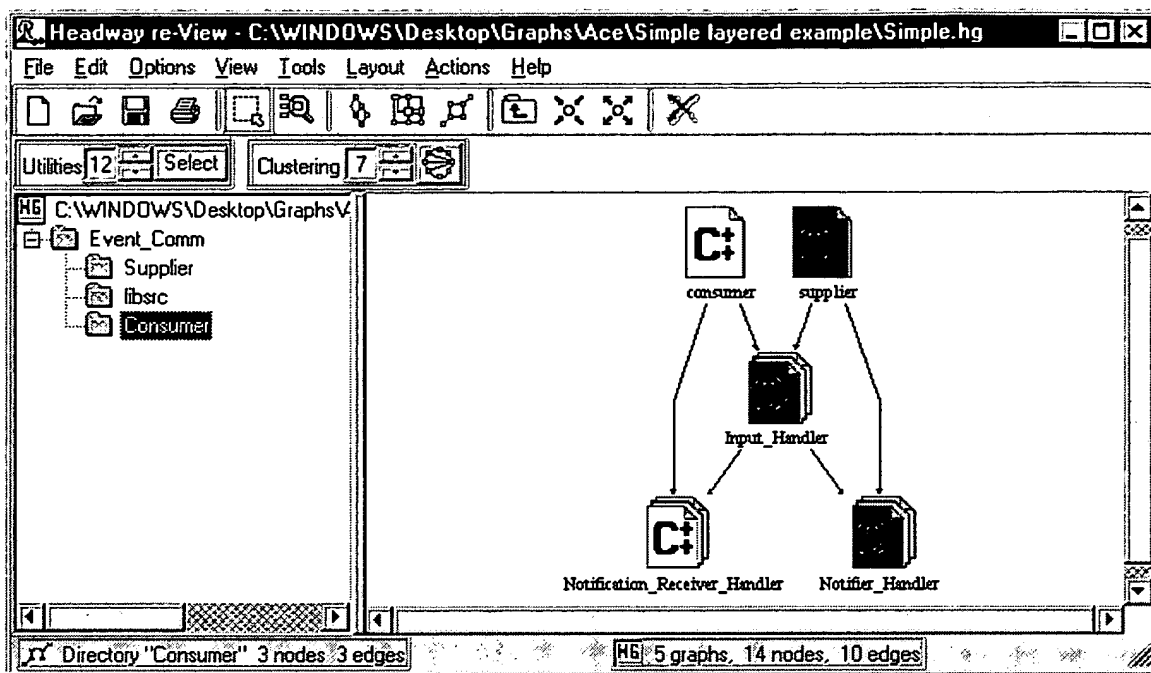 Headway re-View - C:\WINDOWS\Desktop\Graphs\Ace\Simple layered example\Simple.hg
File Edit Options View Tools Layout Actions Help
Utilities 12 Select Clustering 7
HG C:\WINDOWS\Desktop\Graphs\
Event_Comm
Supplier
libsrc
Consumer
C++
consumer supplier
Input_Handler
C++
Notification_Receiver_Handler Notifier_Handler
Directory "Consumer" 3 nodes 3 edges HG 5 graphs, 14 nodes, 10 edges